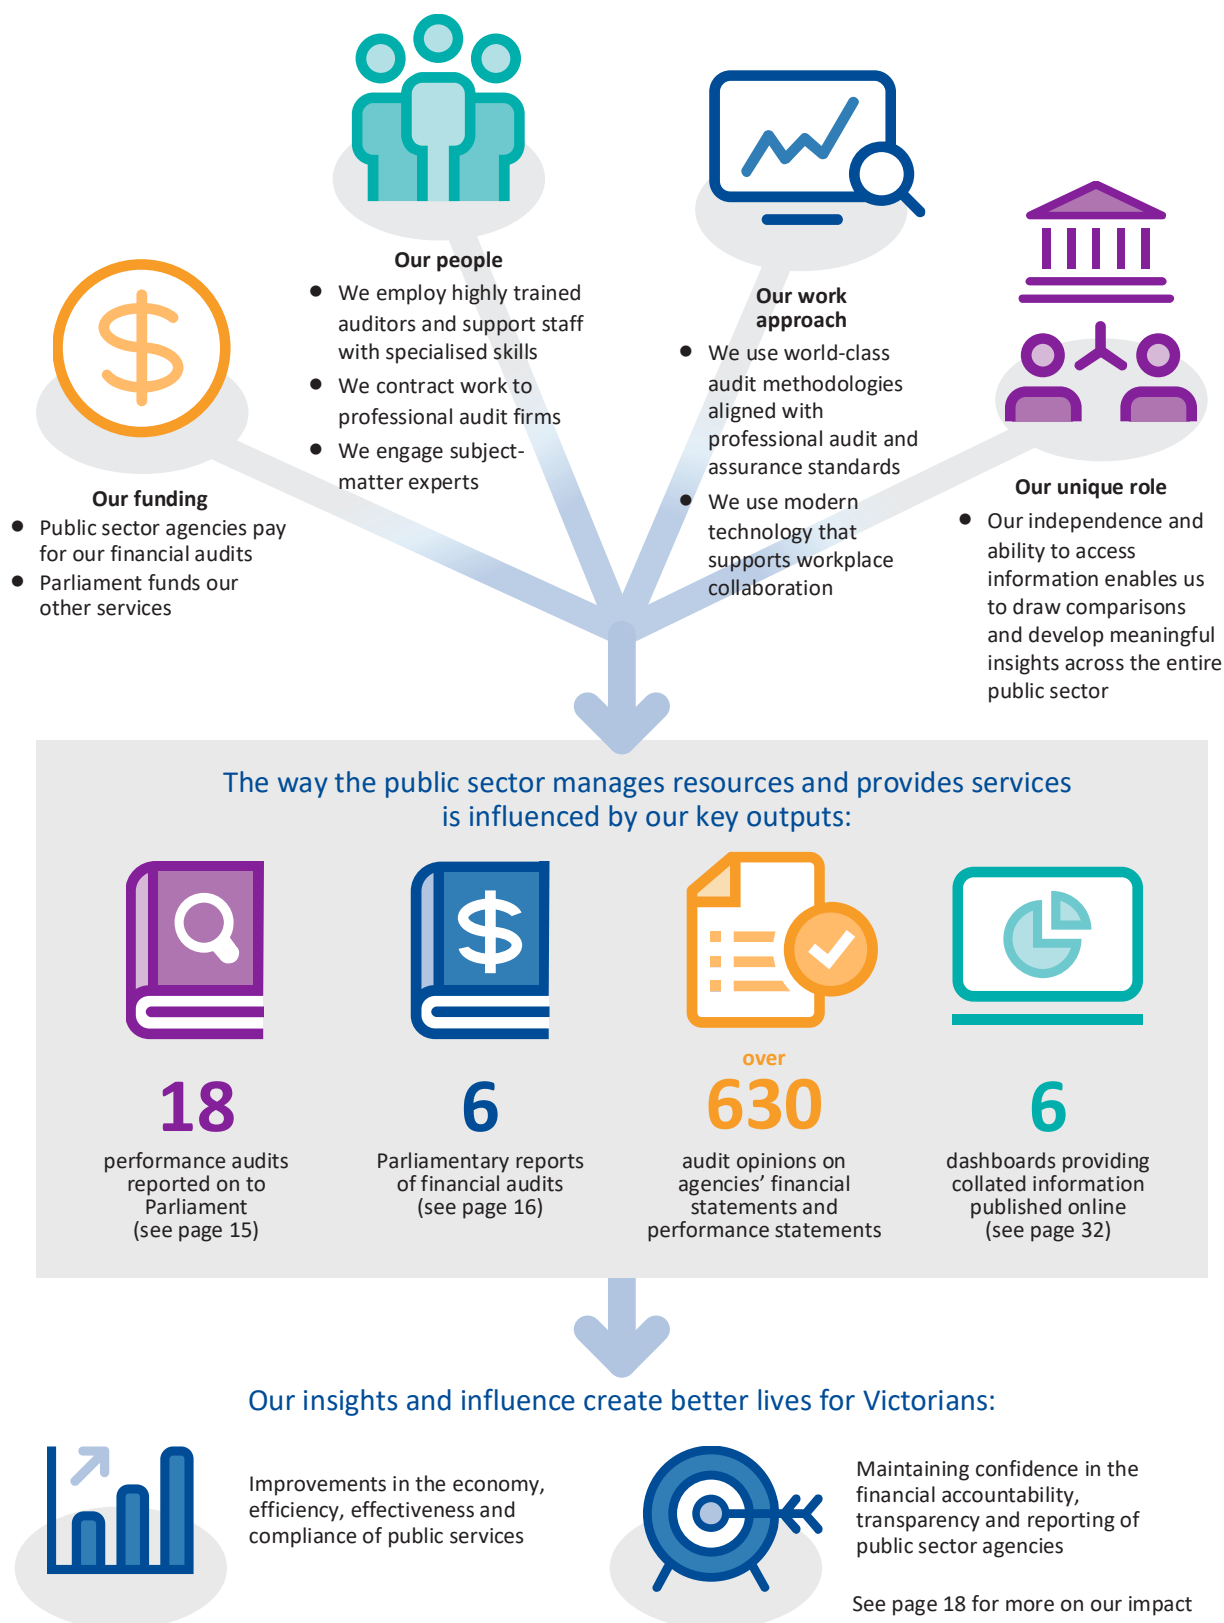 Our people
• We employ highly trained
auditors and support staff
with specialised skills
• We contract work to
professional audit firms
• We engage subject-
matter experts
Our work
approach
• We use world-class
audit methodologies
aligned with
professional audit and
assurance standards
• We use modern
technology that
supports workplace
collaboration
Our funding
• Public sector agencies pay
for our financial audits
• Parliament funds our
other services
Our unique role
• Our independence and
ability to access
information enables us
to draw comparisons
and develop meaningful
insights across the entire
public sector
The way the public sector manages resources and provides services
is influenced by our key outputs:
18
performance audits
reported on to
Parliament
(see page 15)
6
Parliamentary reports
of financial audits
(see page 16)
over
630
audit opinions on
agencies’ financial
statements and
performance statements
6
dashboards providing
collated information
published online
(see page 32)
Our insights and influence create better lives for Victorians:
Improvements in the economy,
efficiency, effectiveness and
compliance of public services
Maintaining confidence in the
financial accountability,
transparency and reporting of
public sector agencies
See page 18 for more on our impact